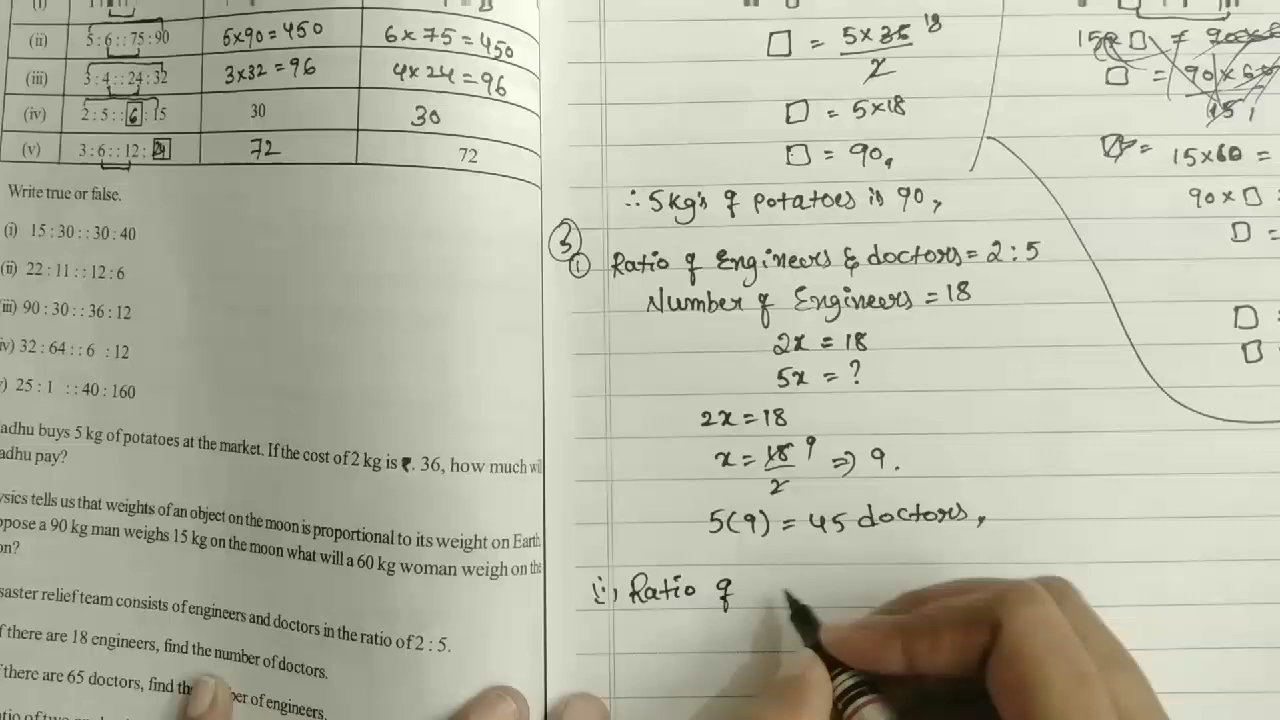 (ii) 5 : 6 : : 75 : 90 5×90 = 450 6 × 75 = 450
(iii) 3 : 4 : : 24 : 32 3×32 = 96 4×24 = 96
(iv) 2 : 5 : : 6 : 15 30 30
(v) 3 : 6 : : 12 : 24 72 72
Write true or false.
(i) 15 : 30 : : 30 : 40
(ii) 22 : 11 : : 12 : 6
iii) 90 : 30 : : 36 : 12
iv) 32 : 64 : : 6 : 12
) 25 : 1 : : 40 : 160
adhu buys 5 kg of potatoes at the market. If the cost of 2 kg is ₹. 36, how much wi
adhu pay?
ysics tells us that weights of an object on the moon is proportional to its weight on Earth.
ppose a 90 kg man weighs 15 kg on the moon what will a 60 kg woman weigh on the
on?
saster relief team consists of engineers and doctors in the ratio of 2 : 5.
f there are 18 engineers, find the number of doctors.
there are 65 doctors, find th ber of engineers.
□ = 5×36 18
2
□ = 5×18
□ = 90,
∴ 5kg's of potatoes is 90,
③
① Ratio of Engineers & doctors = 2 : 5
Number of Engineers = 18
2x = 18
5x = ?
2x = 18
x = 18 9 ⇒ 9.
2
5(9) = 45 doctors,
ii) Ratio of
□ =
15×60 =
90 × □ =
□ =
□ =
□ =